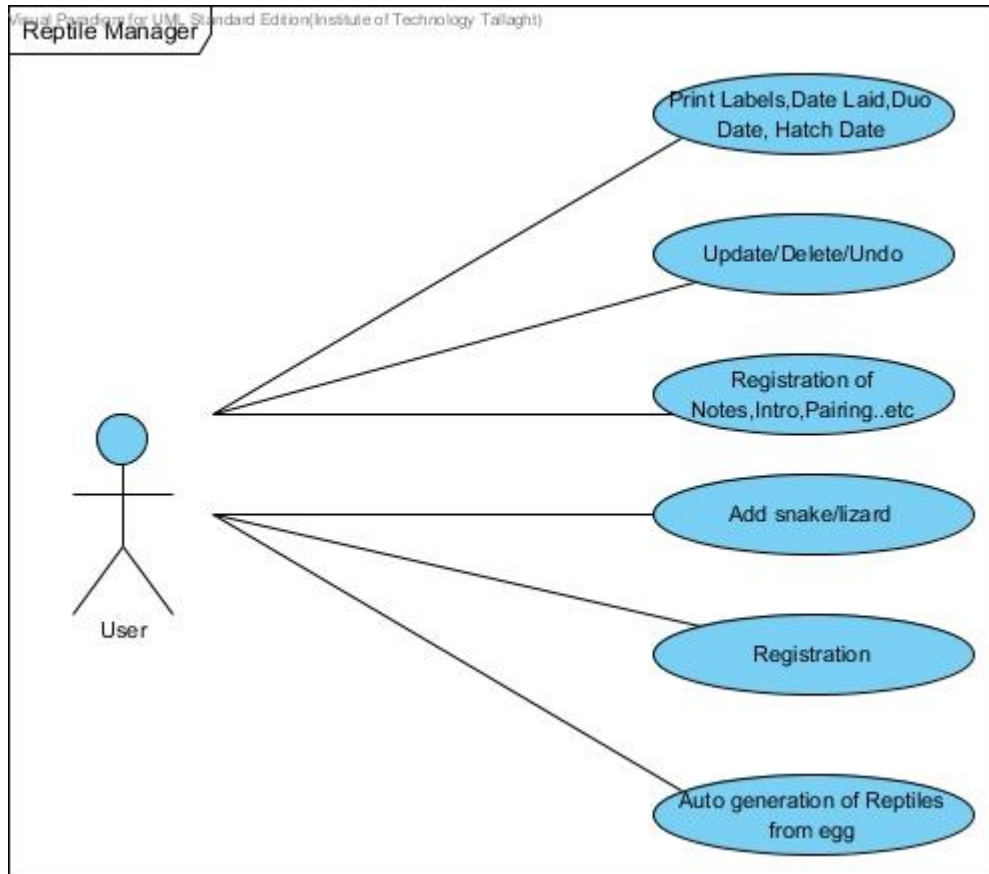 Visual Paradigm for UML Standard Edition(Institute of Technology Tallaght)
Reptile Manager
Print Labels,Date Laid,Duo
Date, Hatch Date
Update/Delete/Undo
Registration of
Notes,Intro,Pairing..etc
Add snake/lizard
User
Registration
Auto generation of Reptiles
from egg